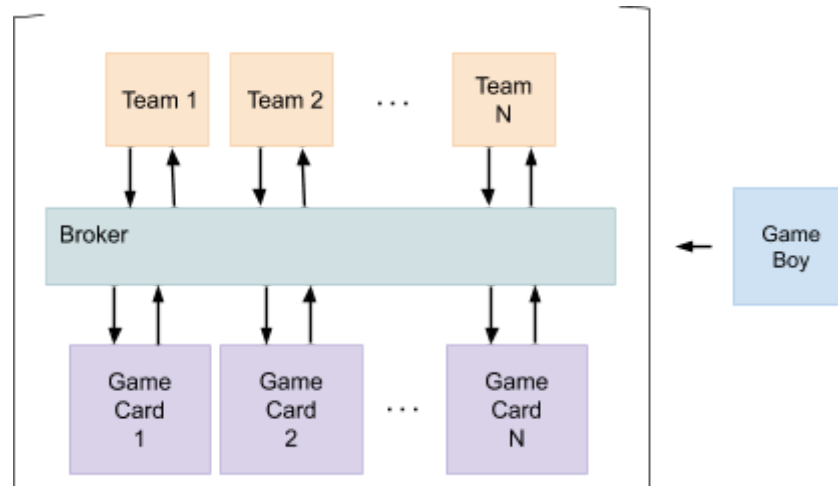 Team 1
Team 2
...
Team
N
Broker
Game
Boy
Game
Card
1
Game
Card
2
...
Game
Card
N